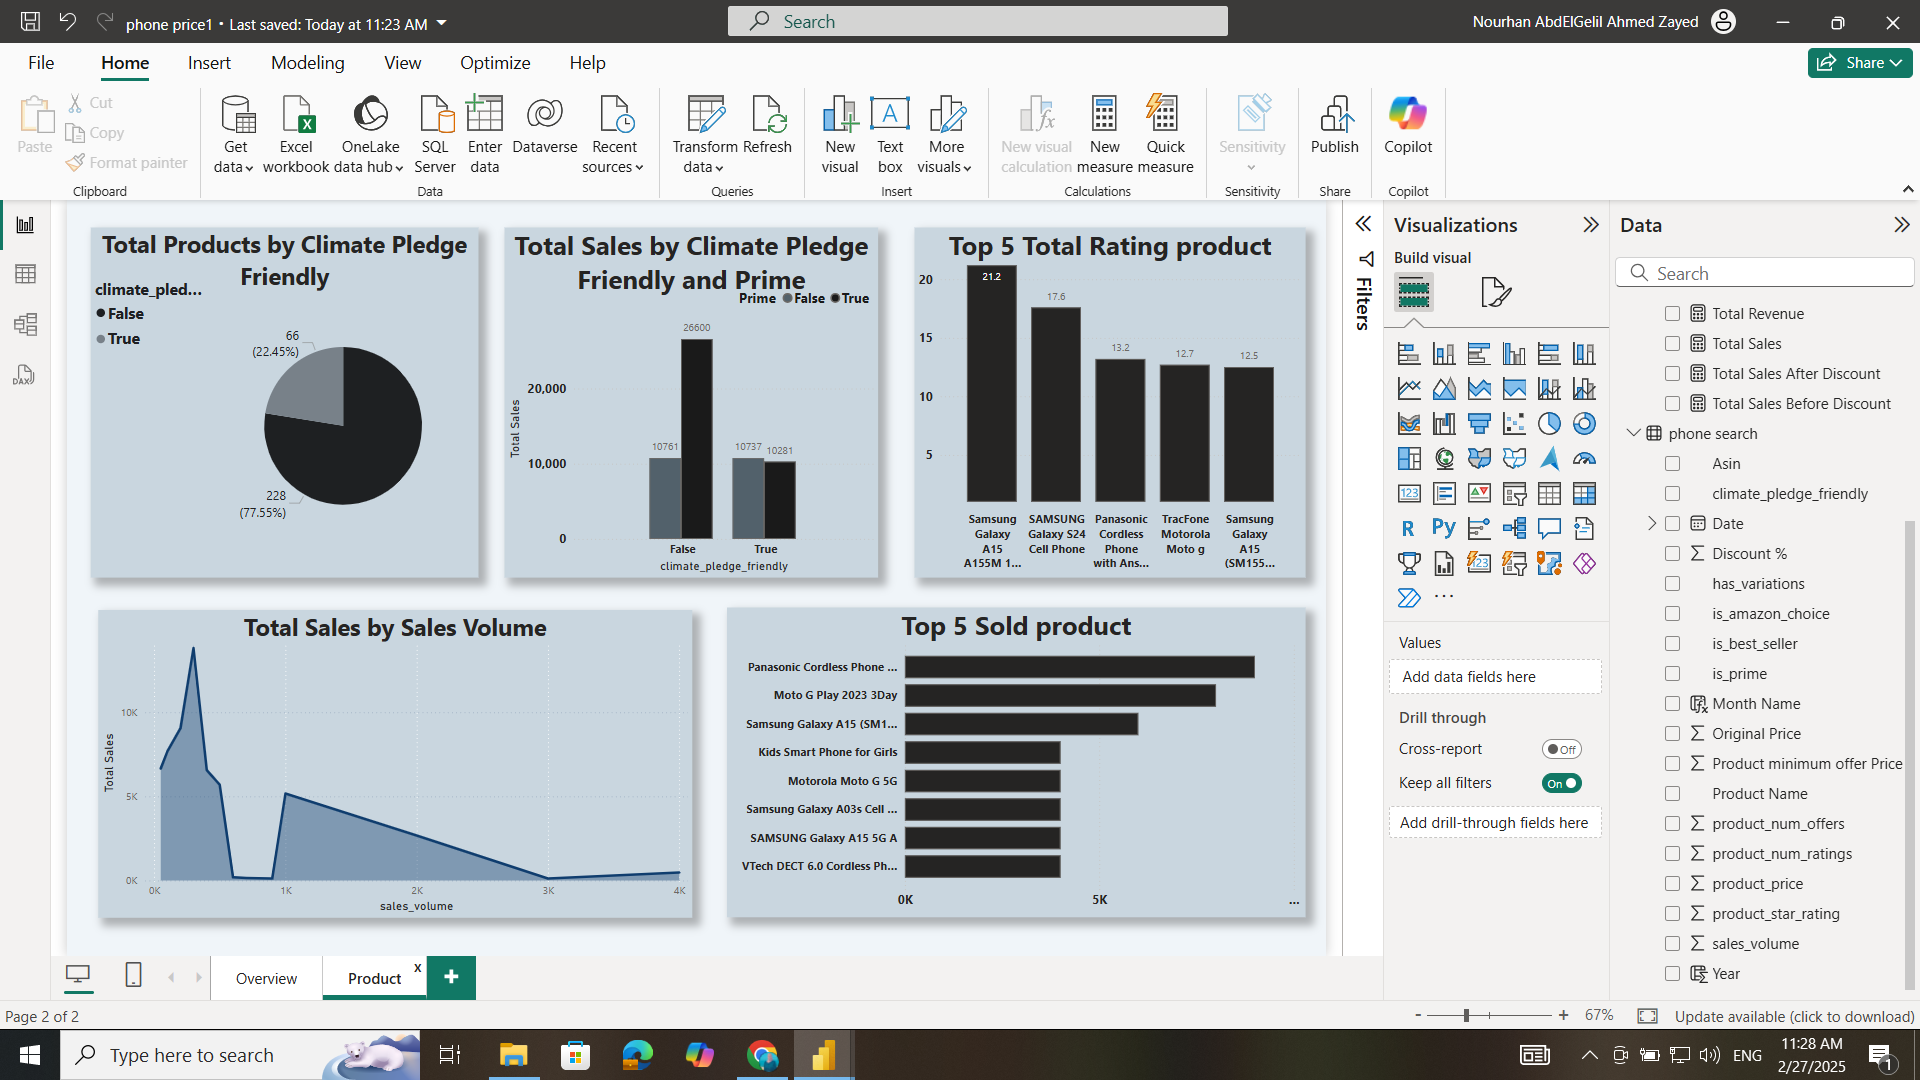 phone price1 • Last saved: Today at 11:23 AM
Search
Nourhan AbdElGelil Ahmed Zayed
File
Home
Insert
Modeling
View
Optimize
Help
Share
Paste
Cut
Copy
Format painter
Clipboard
Get data
Excel workbook
OneLake data hub
SQL Server
Enter data
Dataverse
Recent sources
Data
Transform data
Refresh
Queries
New visual
Text box
More visuals
Insert
New visual calculation
New measure
Quick measure
Calculations
Sensitivity
Sensitivity
Publish
Share
Copilot
Copilot
Total Products by Climate Pledge
Friendly
climate_pled...
False
True
66
(22.45%)
228
(77.55%)
Total Sales by Climate Pledge
Friendly and Prime
Prime False True
Total Sales
20,000
10,000
0
10761
26600
10737
10281
False
True
climate_pledge_friendly
Top 5 Total Rating product
20
15
10
5
21.2
17.6
13.2
12.7
12.5
Samsung Galaxy A15 A155M 1...
SAMSUNG Galaxy S24 Cell Phone
Panasonic Cordless Phone with Ans...
TracFone Motorola Moto g
Samsung Galaxy A15 (SM155...
Total Sales by Sales Volume
Total Sales
10K
5K
0K
0K
1K
2K
3K
4K
sales_volume
Top 5 Sold product
Panasonic Cordless Phone ...
Moto G Play 2023 3Day
Samsung Galaxy A15 (SM1...
Kids Smart Phone for Girls
Motorola Moto G 5G
Samsung Galaxy A03s Cell ...
SAMSUNG Galaxy A15 5G A
VTech DECT 6.0 Cordless Ph...
0K
5K
...
Filters
Visualizations
Build visual
123
R
Py
123
...
Values
Add data fields here
Drill through
Cross-report
Off
Keep all filters
On
Add drill-through fields here
Data
Search
Total Revenue
Total Sales
Total Sales After Discount
Total Sales Before Discount
phone search
Asin
climate_pledge_friendly
Date
Discount %
has_variations
is_amazon_choice
is_best_seller
is_prime
Month Name
Original Price
Product minimum offer Price
Product Name
product_num_offers
product_num_ratings
product_price
product_star_rating
sales_volume
Year
DAX
Overview
Product
x
+
Page 2 of 2
- + 67%
Update available (click to download)
Type here to search
ENG
11:28 AM
2/27/2025
1